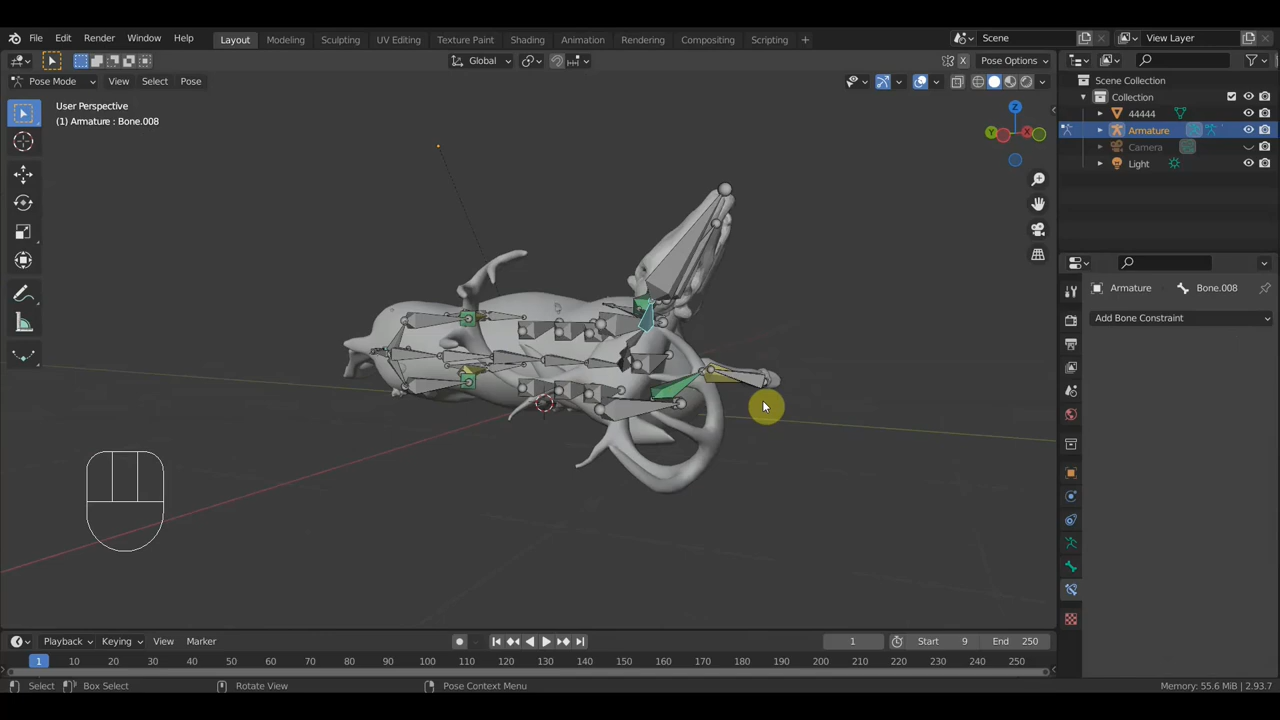 File Edit Render Window Help Layout Modeling Sculpting UV Editing Texture Paint Shading Animation Rendering Compositing Scripting + Scene View Layer
Global X Pose Options
Pose Mode View Select Pose
User Perspective
(1) Armature : Bone.008
Z
Y X
Scene Collection
Collection
44444
Armature
Camera
Light
Armature Bone.008
Add Bone Constraint
Playback Keying View Marker 1 Start 9 End 250
1 10 20 30 40 50 60 70 80 90 100 110 120 130 140 150 160 170 180 190 200 210 220 230 240 250
Select Box Select Rotate View Pose Context Menu Memory: 55.6 MiB | 2.93.7